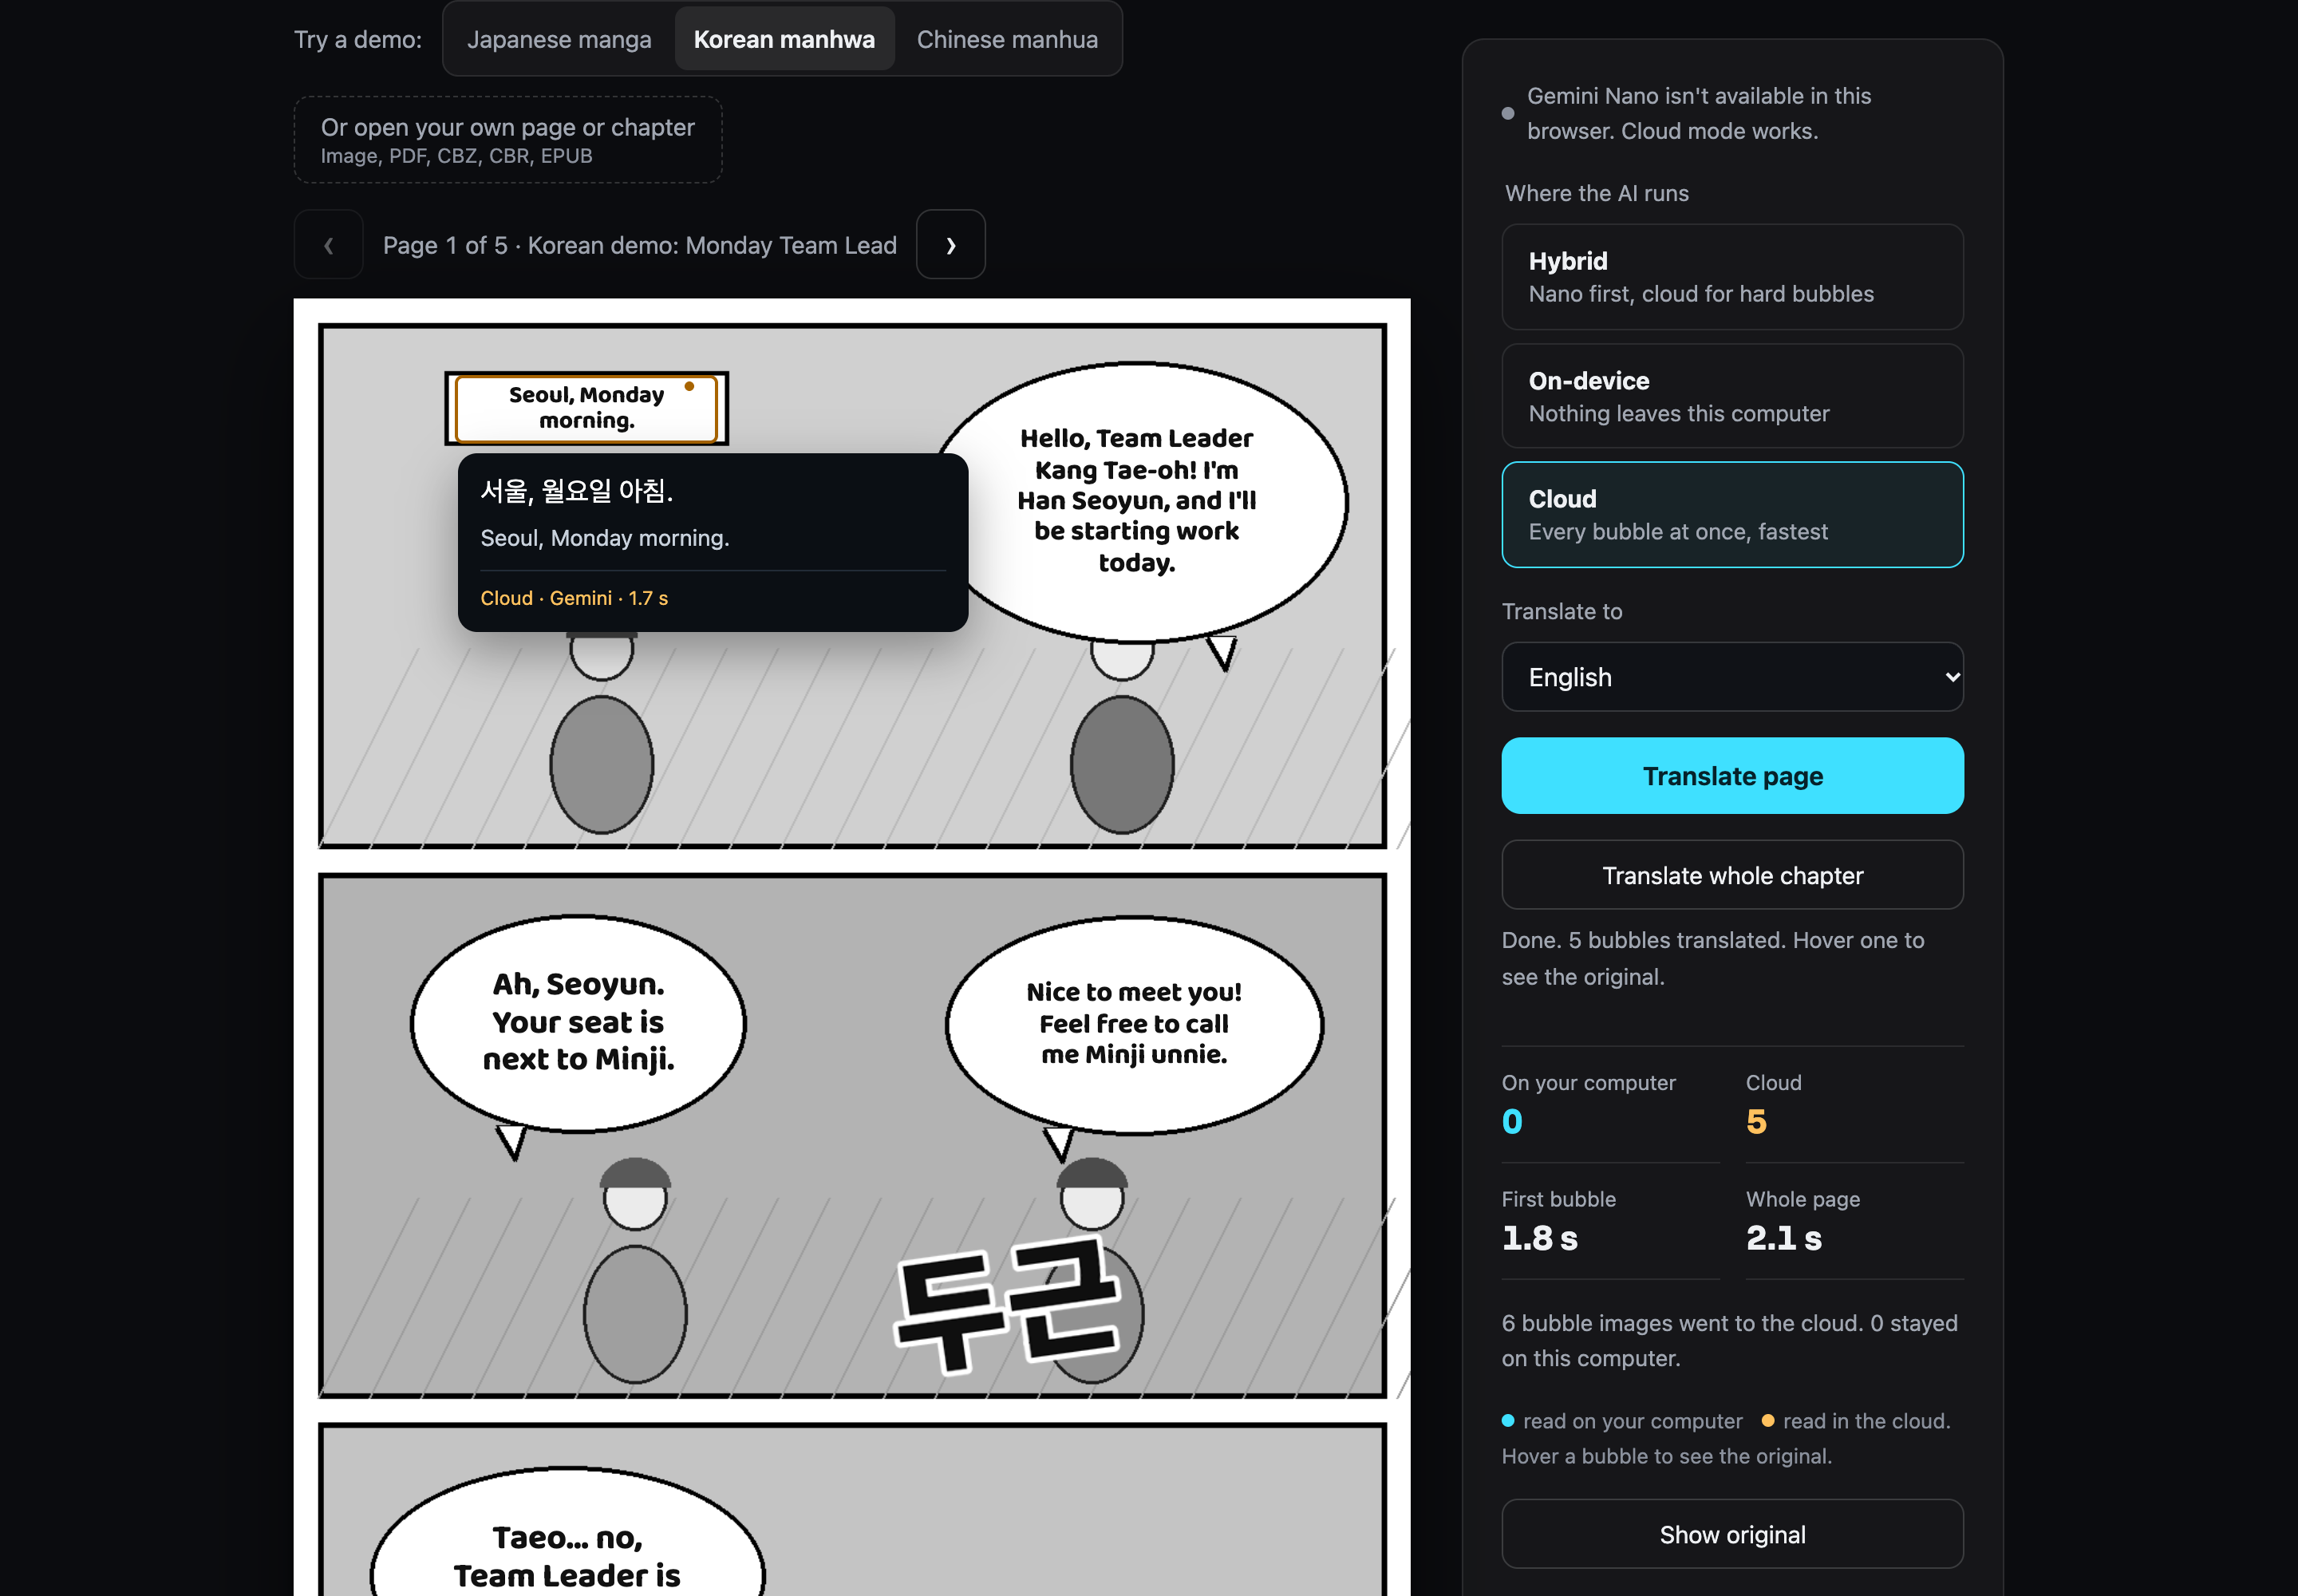 Try a demo:
Japanese manga
Korean manhwa
Chinese manhua
Or open your own page or chapter
Image, PDF, CBZ, CBR, EPUB
‹
Page 1 of 5 · Korean demo: Monday Team Lead
›
Seoul, Monday
morning.
서울, 월요일 아침.
Seoul, Monday morning.
Cloud · Gemini · 1.7 s
Hello, Team Leader
Kang Tae-oh! I'm
Han Seoyun, and I'll
be starting work
today.
Ah, Seoyun.
Your seat is
next to Minji.
Nice to meet you!
Feel free to call
me Minji unnie.
두근
Taeo... no,
Team Leader is
Gemini Nano isn't available in this
browser. Cloud mode works.
Where the AI runs
Hybrid
Nano first, cloud for hard bubbles
On-device
Nothing leaves this computer
Cloud
Every bubble at once, fastest
Translate to
English
Translate page
Translate whole chapter
Done. 5 bubbles translated. Hover one to
see the original.
On your computer
0
Cloud
5
First bubble
1.8 s
Whole page
2.1 s
6 bubble images went to the cloud. 0 stayed
on this computer.
read on your computer
read in the cloud.
Hover a bubble to see the original.
Show original